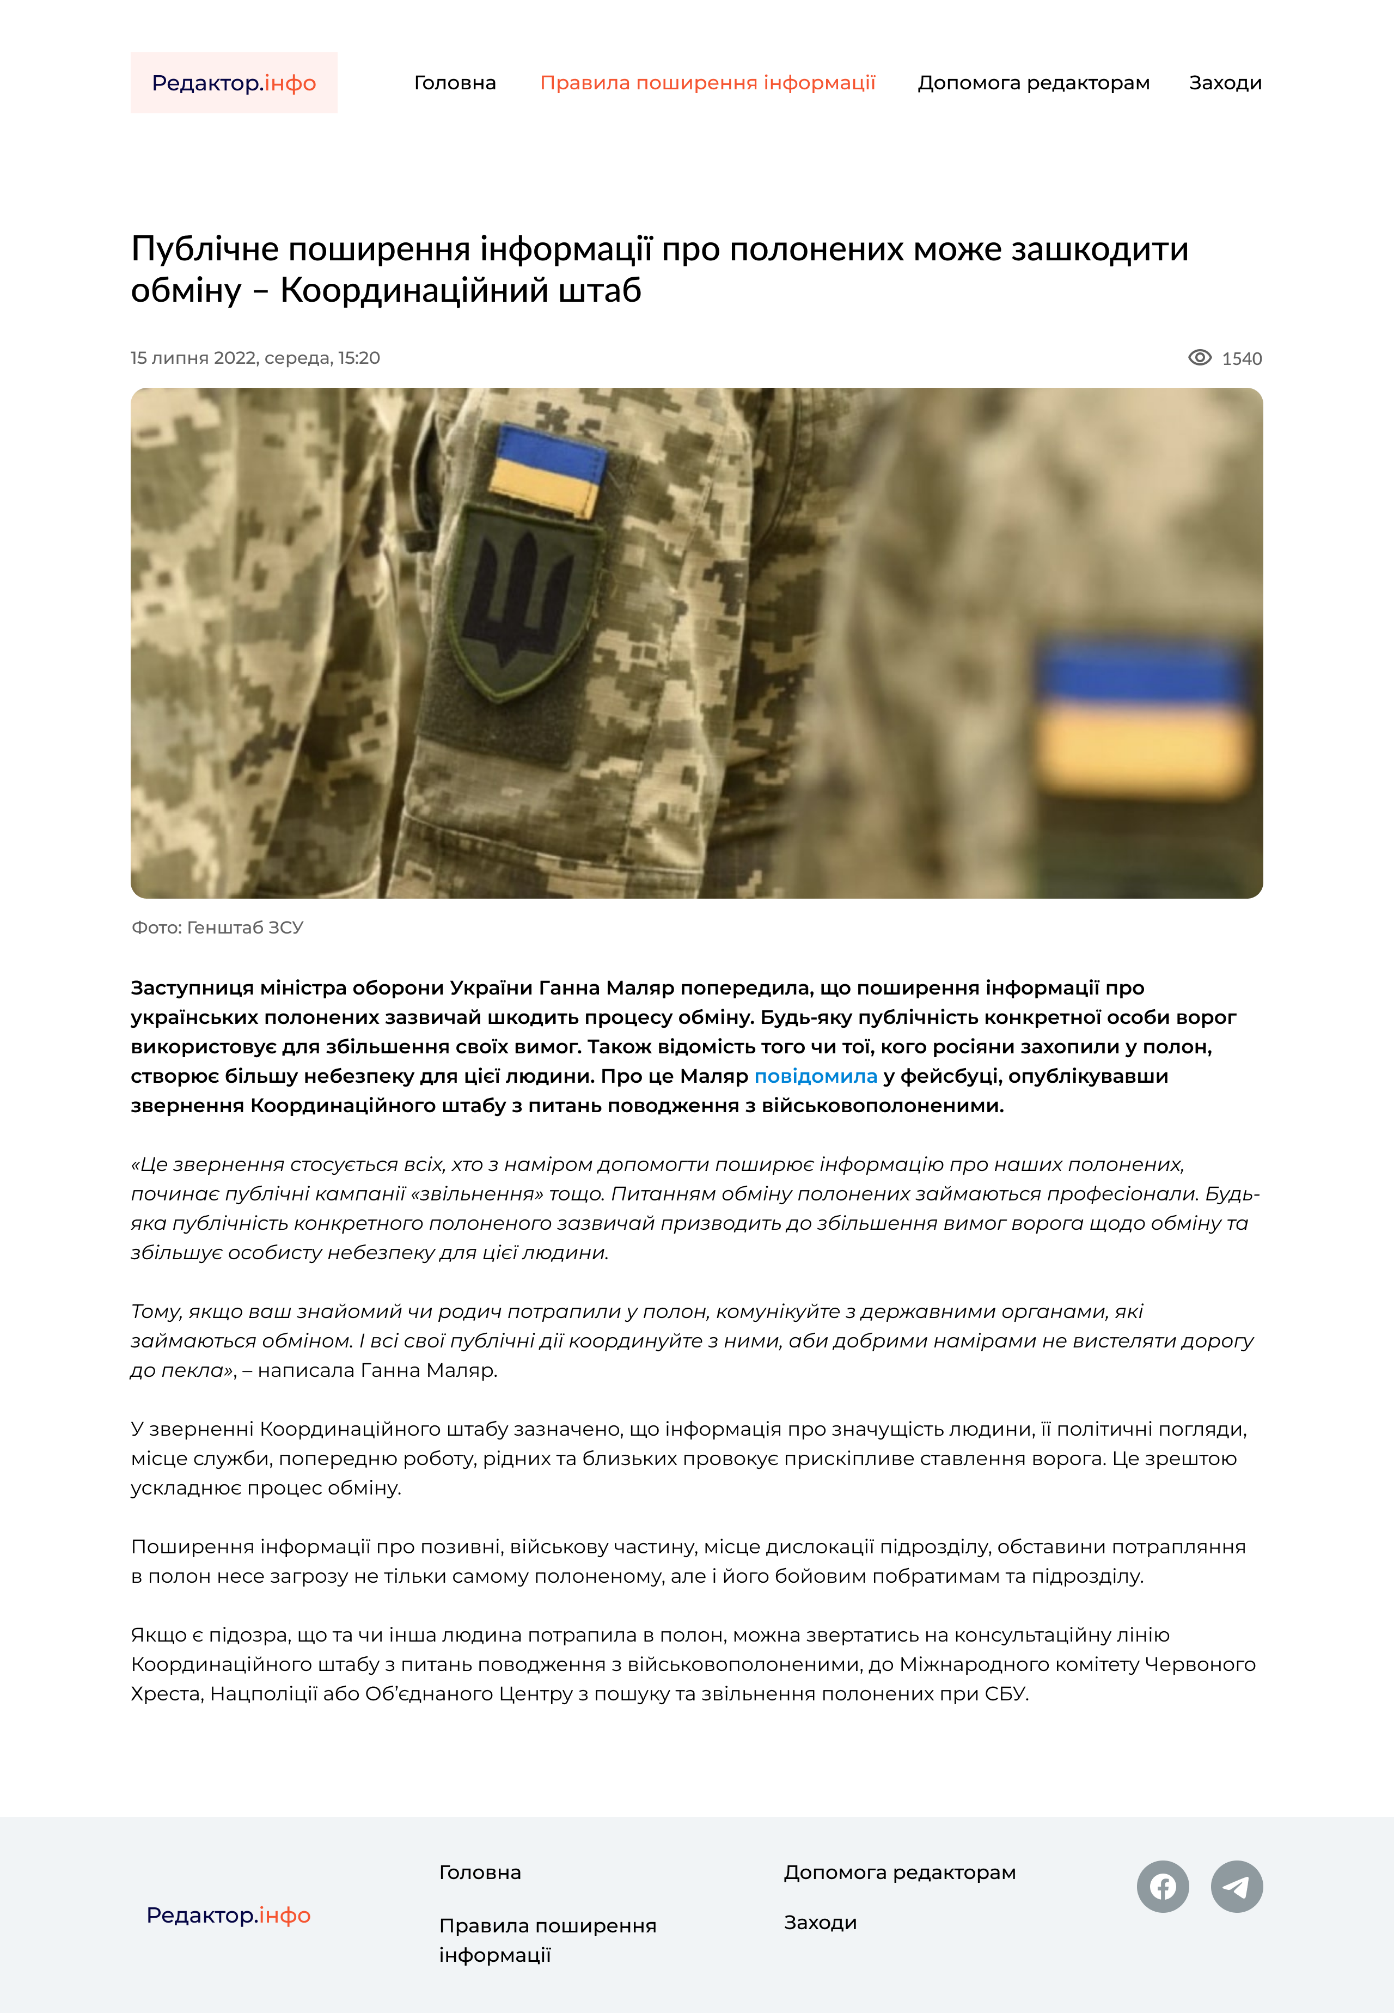 Редактор.інфо
Головна
Правила поширення інформації
Допомога редакторам
Заходи
Публічне поширення інформації про полонених може зашкодити
обміну – Координаційний штаб
15 липня 2022, середа, 15:20
1540
Фото: Генштаб ЗСУ
Заступниця міністра оборони України Ганна Маляр попередила, що поширення інформації про
українських полонених зазвичай шкодить процесу обміну. Будь-яку публічність конкретної особи ворог
використовує для збільшення своїх вимог. Також відомість того чи тої, кого росіяни захопили у полон,
створює більшу небезпеку для цієї людини. Про це Маляр повідомила у фейсбуці, опублікувавши
звернення Координаційного штабу з питань поводження з військовополоненими.
«Це звернення стосується всіх, хто з наміром допомогти поширює інформацію про наших полонених,
починає публічні кампанії «звільнення» тощо. Питанням обміну полонених займаються професіонали. Будь-
яка публічність конкретного полоненого зазвичай призводить до збільшення вимог ворога щодо обміну та
збільшує особисту небезпеку для цієї людини.
Тому, якщо ваш знайомий чи родич потрапили у полон, комунікуйте з державними органами, які
займаються обміном. І всі свої публічні дії координуйте з ними, аби добрими намірами не вистеляти дорогу
до пекла», – написала Ганна Маляр.
У зверненні Координаційного штабу зазначено, що інформація про значущість людини, її політичні погляди,
місце служби, попередню роботу, рідних та близьких провокує прискіпливе ставлення ворога. Це зрештою
ускладнює процес обміну.
Поширення інформації про позивні, військову частину, місце дислокації підрозділу, обставини потрапляння
в полон несе загрозу не тільки самому полоненому, але і його бойовим побратимам та підрозділу.
Якщо є підозра, що та чи інша людина потрапила в полон, можна звертатись на консультаційну лінію
Координаційного штабу з питань поводження з військовополоненими, до Міжнародного комітету Червоного
Хреста, Нацполіції або Об’єднаного Центру з пошуку та звільнення полонених при СБУ.
Редактор.інфо
Головна
Правила поширення
інформації
Допомога редакторам
Заходи